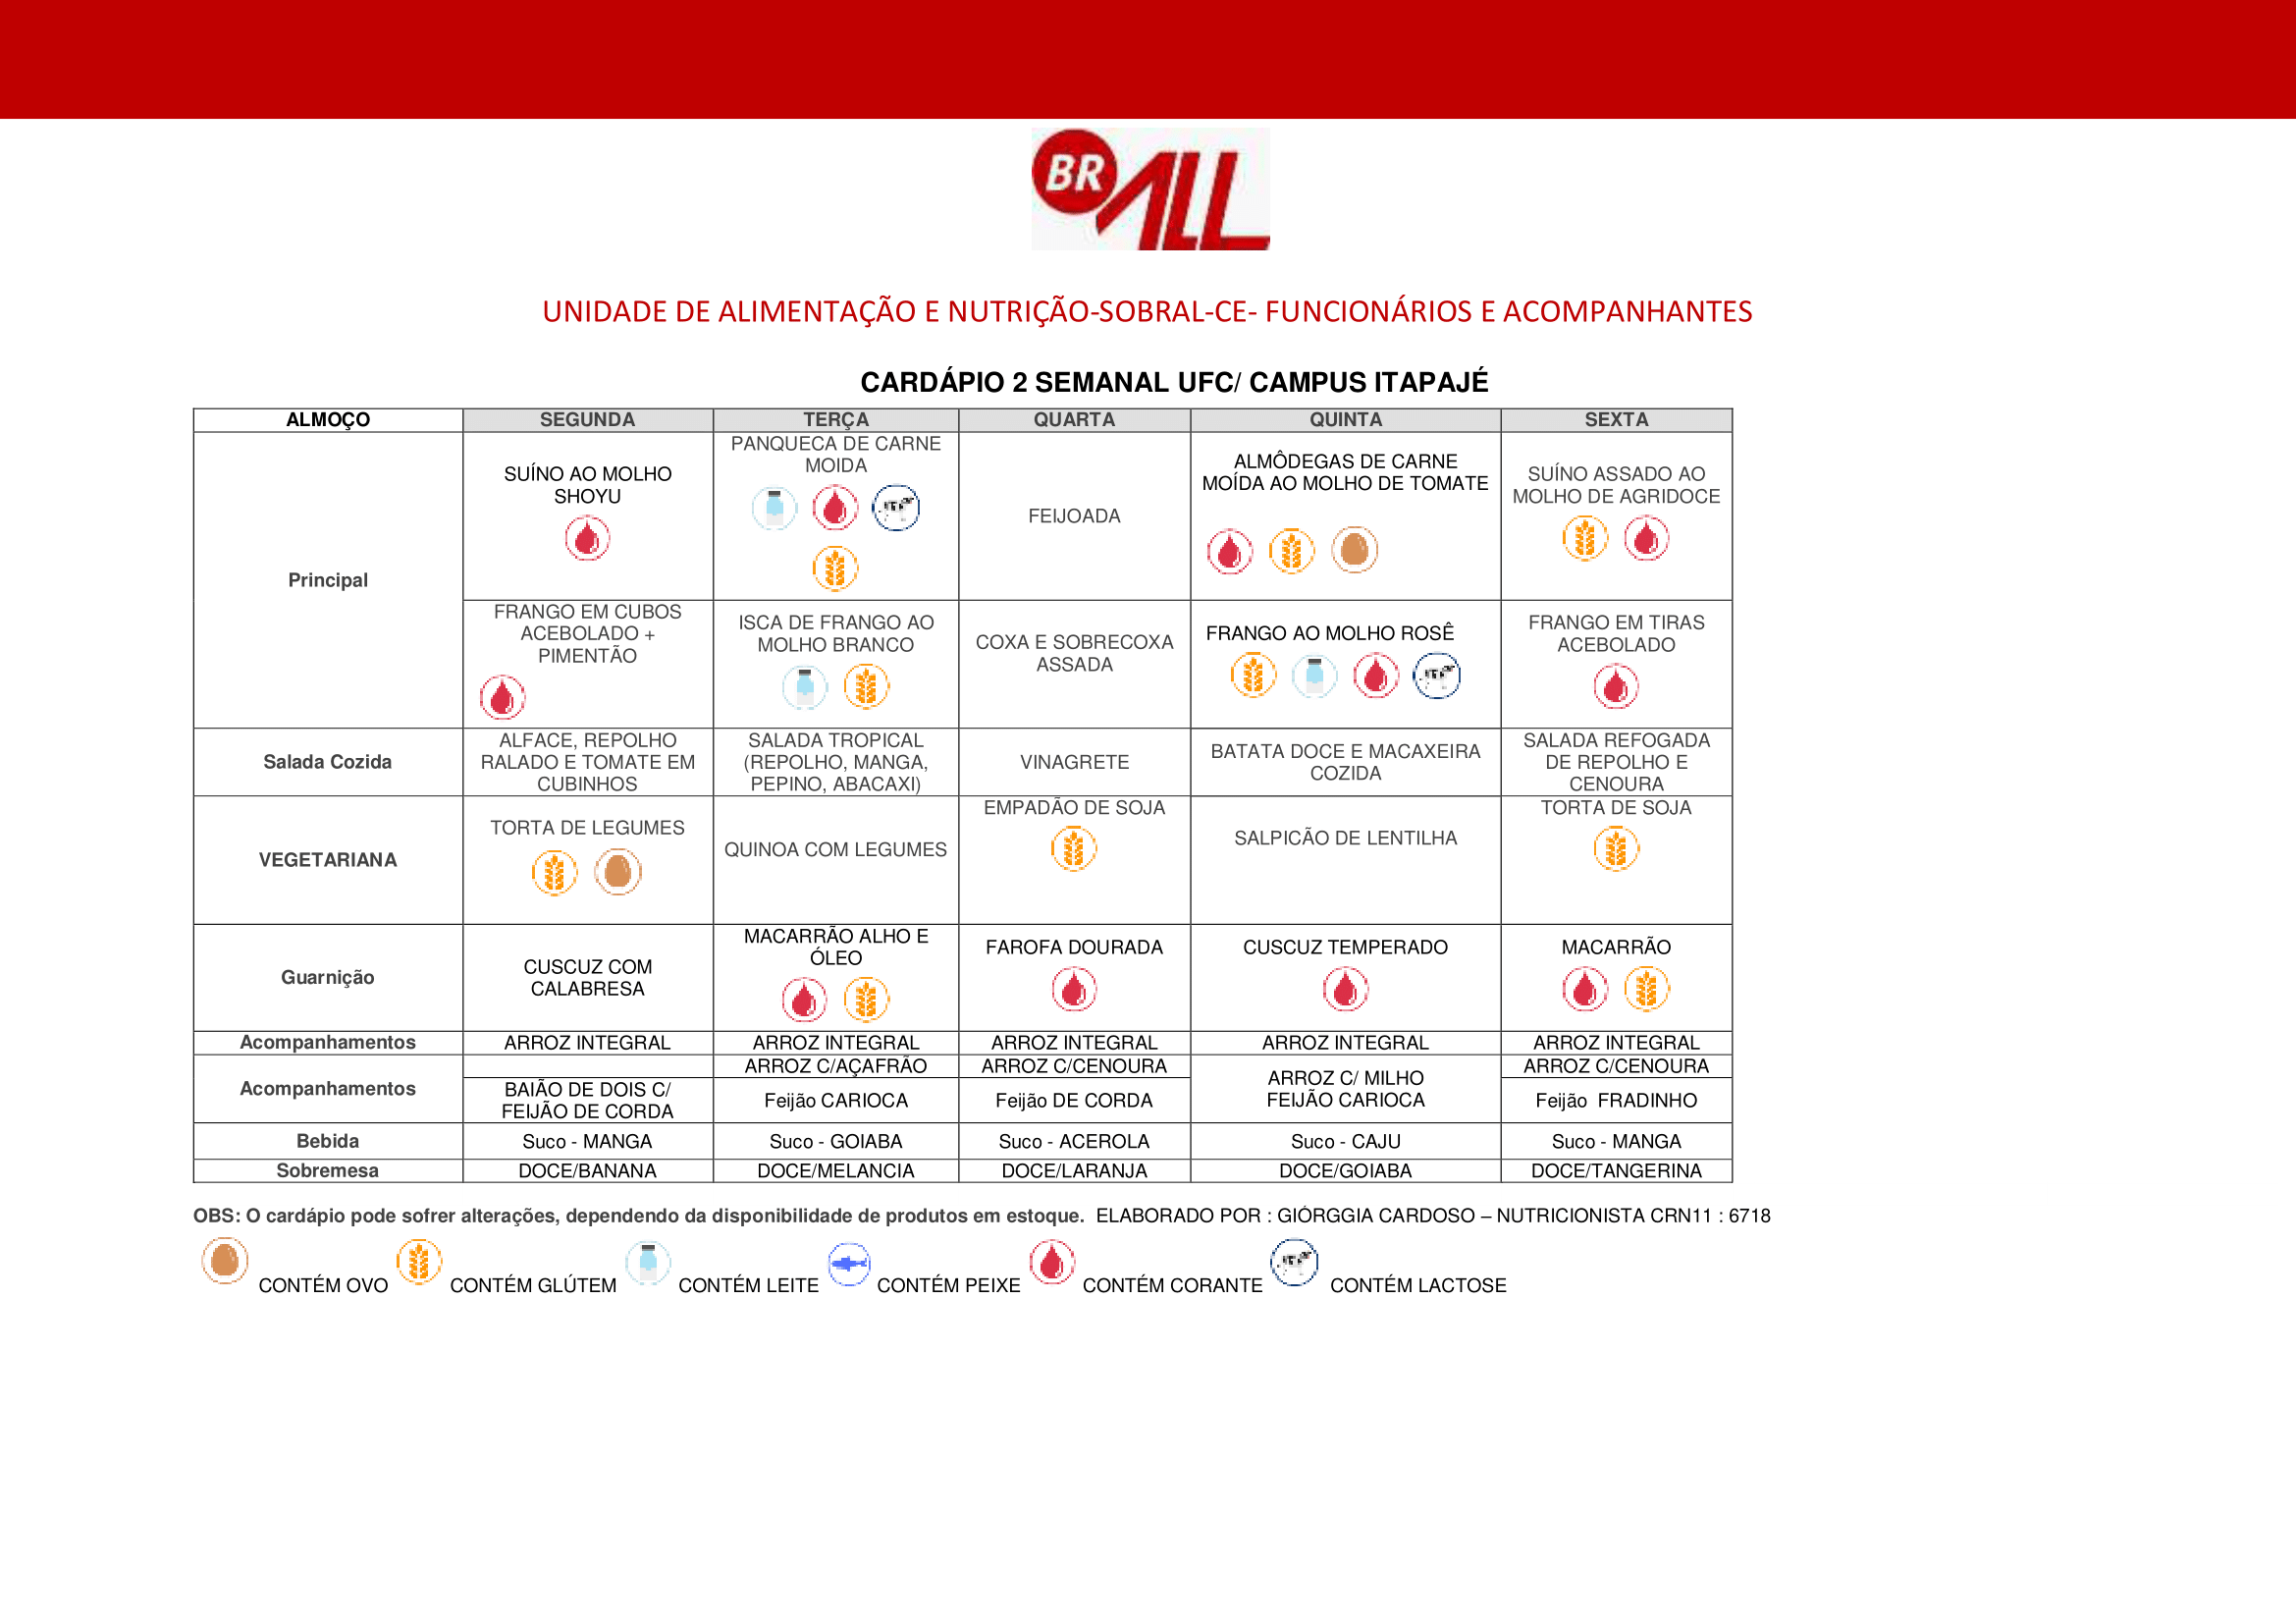 BR ALL
UNIDADE DE ALIMENTAÇÃO E NUTRIÇÃO-SOBRAL-CE- FUNCIONÁRIOS E ACOMPANHANTES
CARDÁPIO 2 SEMANAL UFC/ CAMPUS ITAPAJÉ
ALMOÇO SEGUNDA TERÇA QUARTA QUINTA SEXTA
Principal
SUÍNO AO MOLHO
SHOYU
PANQUECA DE CARNE
MOIDA
FEIJOADA
ALMÔDEGAS DE CARNE
MOÍDA AO MOLHO DE TOMATE
SUÍNO ASSADO AO
MOLHO DE AGRIDOCE
FRANGO EM CUBOS
ACEBOLADO +
PIMENTÃO
ISCA DE FRANGO AO
MOLHO BRANCO
COXA E SOBRECOXA
ASSADA
FRANGO AO MOLHO ROSÊ
FRANGO EM TIRAS
ACEBOLADO
Salada Cozida
ALFACE, REPOLHO
RALADO E TOMATE EM
CUBINHOS
SALADA TROPICAL
(REPOLHO, MANGA,
PEPINO, ABACAXI)
VINAGRETE
BATATA DOCE E MACAXEIRA
COZIDA
SALADA REFOGADA
DE REPOLHO E
CENOURA
VEGETARIANA
TORTA DE LEGUMES
QUINOA COM LEGUMES
EMPADÃO DE SOJA
SALPICÃO DE LENTILHA
TORTA DE SOJA
Guarnição
CUSCUZ COM
CALABRESA
MACARRÃO ALHO E
ÓLEO
FAROFA DOURADA
CUSCUZ TEMPERADO
MACARRÃO
Acompanhamentos ARROZ INTEGRAL ARROZ INTEGRAL ARROZ INTEGRAL ARROZ INTEGRAL ARROZ INTEGRAL
Acompanhamentos
ARROZ C/AÇAFRÃO
ARROZ C/CENOURA
ARROZ C/ MILHO
FEIJÃO CARIOCA
ARROZ C/CENOURA
BAIÃO DE DOIS C/
FEIJÃO DE CORDA
Feijão CARIOCA
Feijão DE CORDA
Feijão FRADINHO
Bebida Suco - MANGA Suco - GOIABA Suco - ACEROLA Suco - CAJU Suco - MANGA
Sobremesa DOCE/BANANA DOCE/MELANCIA DOCE/LARANJA DOCE/GOIABA DOCE/TANGERINA
OBS: O cardápio pode sofrer alterações, dependendo da disponibilidade de produtos em estoque. ELABORADO POR : GIÓRGGIA CARDOSO – NUTRICIONISTA CRN11 : 6718
CONTÉM OVO CONTÉM GLÚTEM CONTÉM LEITE CONTÉM PEIXE CONTÉM CORANTE CONTÉM LACTOSE